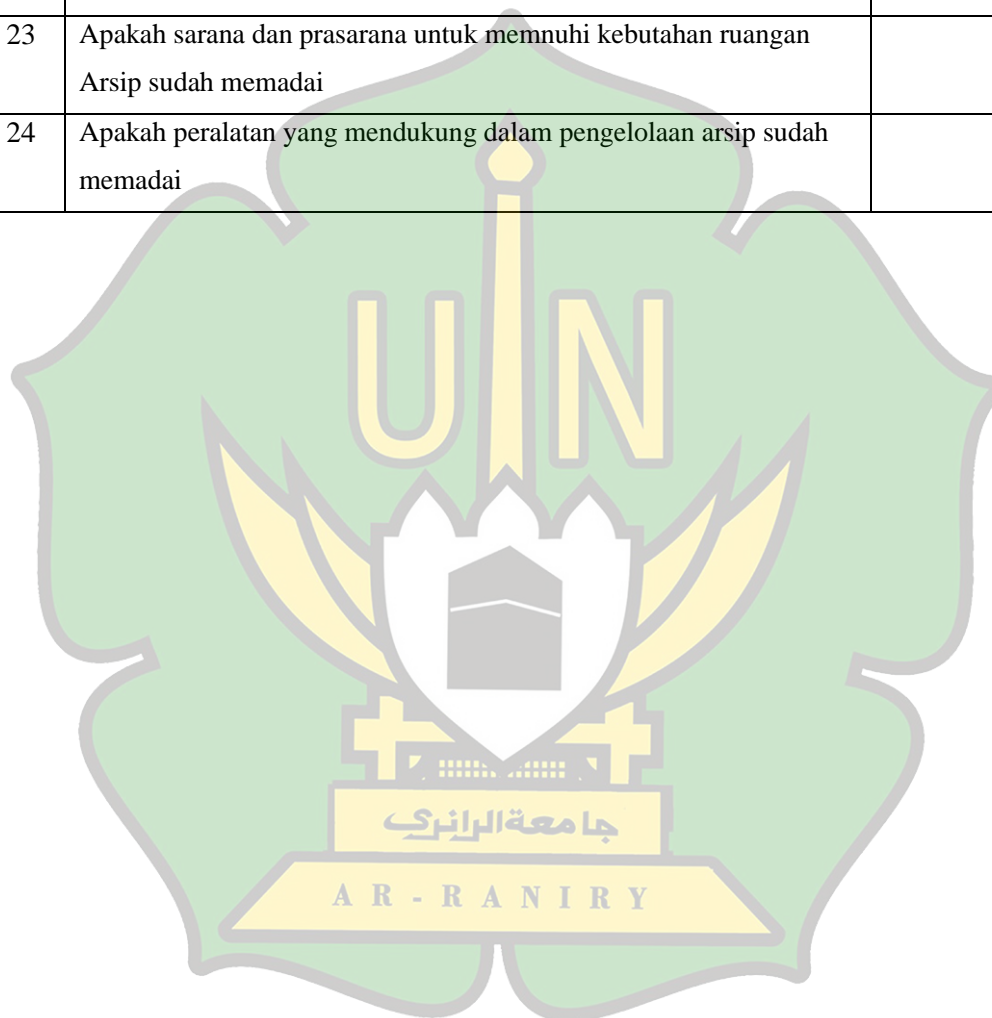 23 Apakah sarana dan prasarana untuk memnuhi kebutahan ruangan
Arsip sudah memadai
24 Apakah peralatan yang mendukung dalam pengelolaan arsip sudah
memadai
UIN
جامعةالرانري
AR-RANIRY